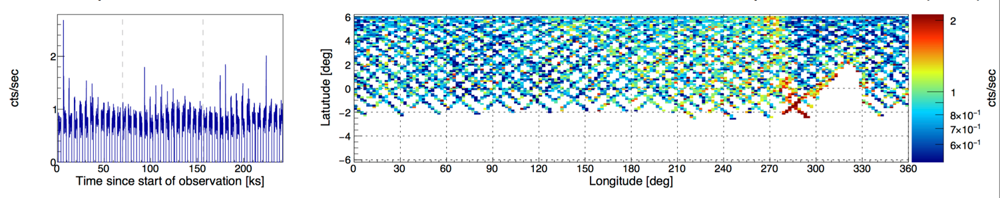 cts/sec
2
1
0
0 50 100 150 200
Time since start of observation [ks]
Latutude [deg]
6
4
2
0
−2
−4
−6
0 30 60 90 120 150 180 210 240 270 300 330 360
Longitude [deg]
2
1
8×10⁻¹
7×10⁻¹
6×10⁻¹
cts/sec